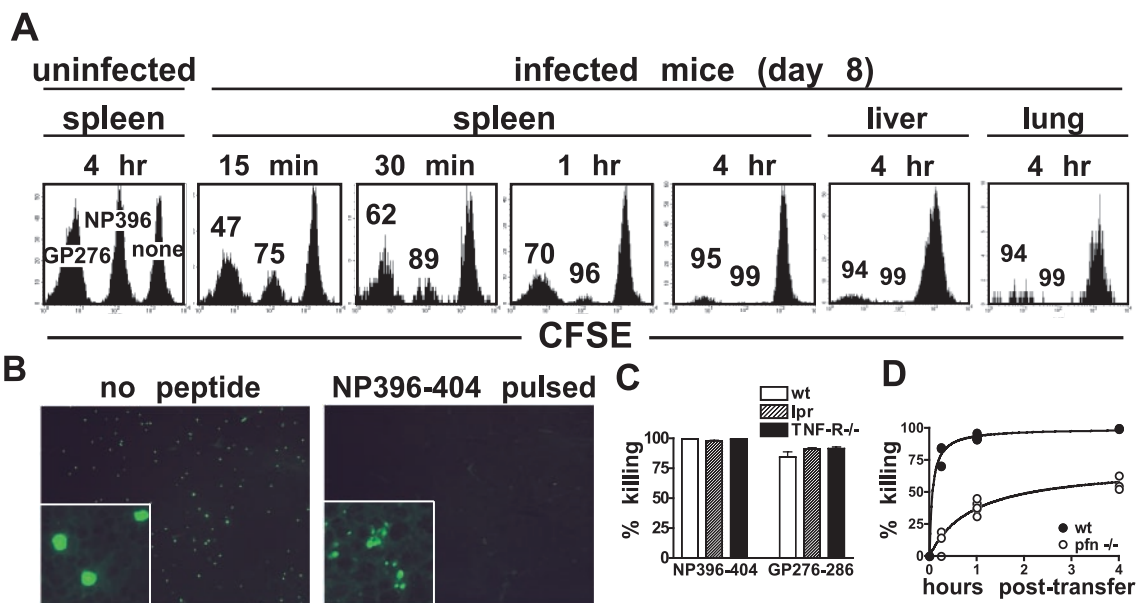 A
uninfected infected mice (day 8)
spleen spleen liver lung
4 hr 15 min 30 min 1 hr 4 hr 4 hr 4 hr
GP276 NP396 none
47 75
62 89
70 96
95 99
94 99
94 99
CFSE
B
no peptide NP396-404 pulsed
C
wt
lpr
TNF-R-/-
% killing
100
75
50
25
0
NP396-404 GP276-286
D
% killing
100
75
50
25
0
wt
pfn -/-
0 1 2 3 4
hours post-transfer